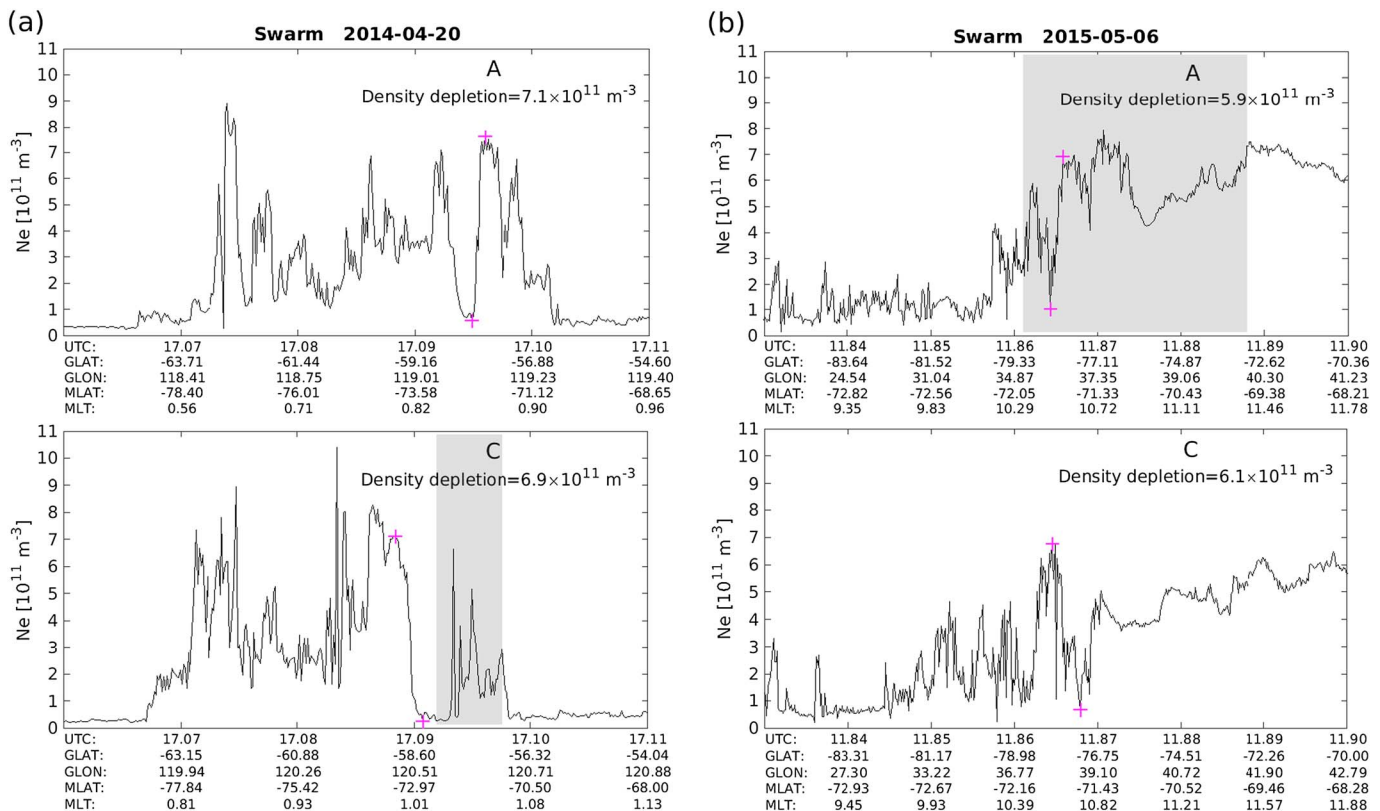 (a)
Swarm 2014-04-20
11
10
9
8
7
6
5
4
3
2
1
0
Ne [10¹¹ m⁻³]
A
Density depletion=7.1×10¹¹ m⁻³
UTC: 17.07 17.08 17.09 17.10 17.11
GLAT: -63.71 -61.44 -59.16 -56.88 -54.60
GLON: 118.41 118.75 119.01 119.23 119.40
MLAT: -78.40 -76.01 -73.58 -71.12 -68.65
MLT: 0.56 0.71 0.82 0.90 0.96
11
10
9
8
7
6
5
4
3
2
1
0
Ne [10¹¹ m⁻³]
C
Density depletion=6.9×10¹¹ m⁻³
UTC: 17.07 17.08 17.09 17.10 17.11
GLAT: -63.15 -60.88 -58.60 -56.32 -54.04
GLON: 119.94 120.26 120.51 120.71 120.88
MLAT: -77.84 -75.42 -72.97 -70.50 -68.00
MLT: 0.81 0.93 1.01 1.08 1.13
(b)
Swarm 2015-05-06
11
10
9
8
7
6
5
4
3
2
1
0
Ne [10¹¹ m⁻³]
A
Density depletion=5.9×10¹¹ m⁻³
UTC: 11.84 11.85 11.86 11.87 11.88 11.89 11.90
GLAT: -83.64 -81.52 -79.33 -77.11 -74.87 -72.62 -70.36
GLON: 24.54 31.04 34.87 37.35 39.06 40.30 41.23
MLAT: -72.82 -72.56 -72.05 -71.33 -70.43 -69.38 -68.21
MLT: 9.35 9.83 10.29 10.72 11.11 11.46 11.78
11
10
9
8
7
6
5
4
3
2
1
0
Ne [10¹¹ m⁻³]
C
Density depletion=6.1×10¹¹ m⁻³
UTC: 11.84 11.85 11.86 11.87 11.88 11.89 11.90
GLAT: -83.31 -81.17 -78.98 -76.75 -74.51 -72.26 -70.00
GLON: 27.30 33.22 36.77 39.10 40.72 41.90 42.79
MLAT: -72.93 -72.67 -72.16 -71.43 -70.52 -69.46 -68.28
MLT: 9.45 9.93 10.39 10.82 11.21 11.57 11.88